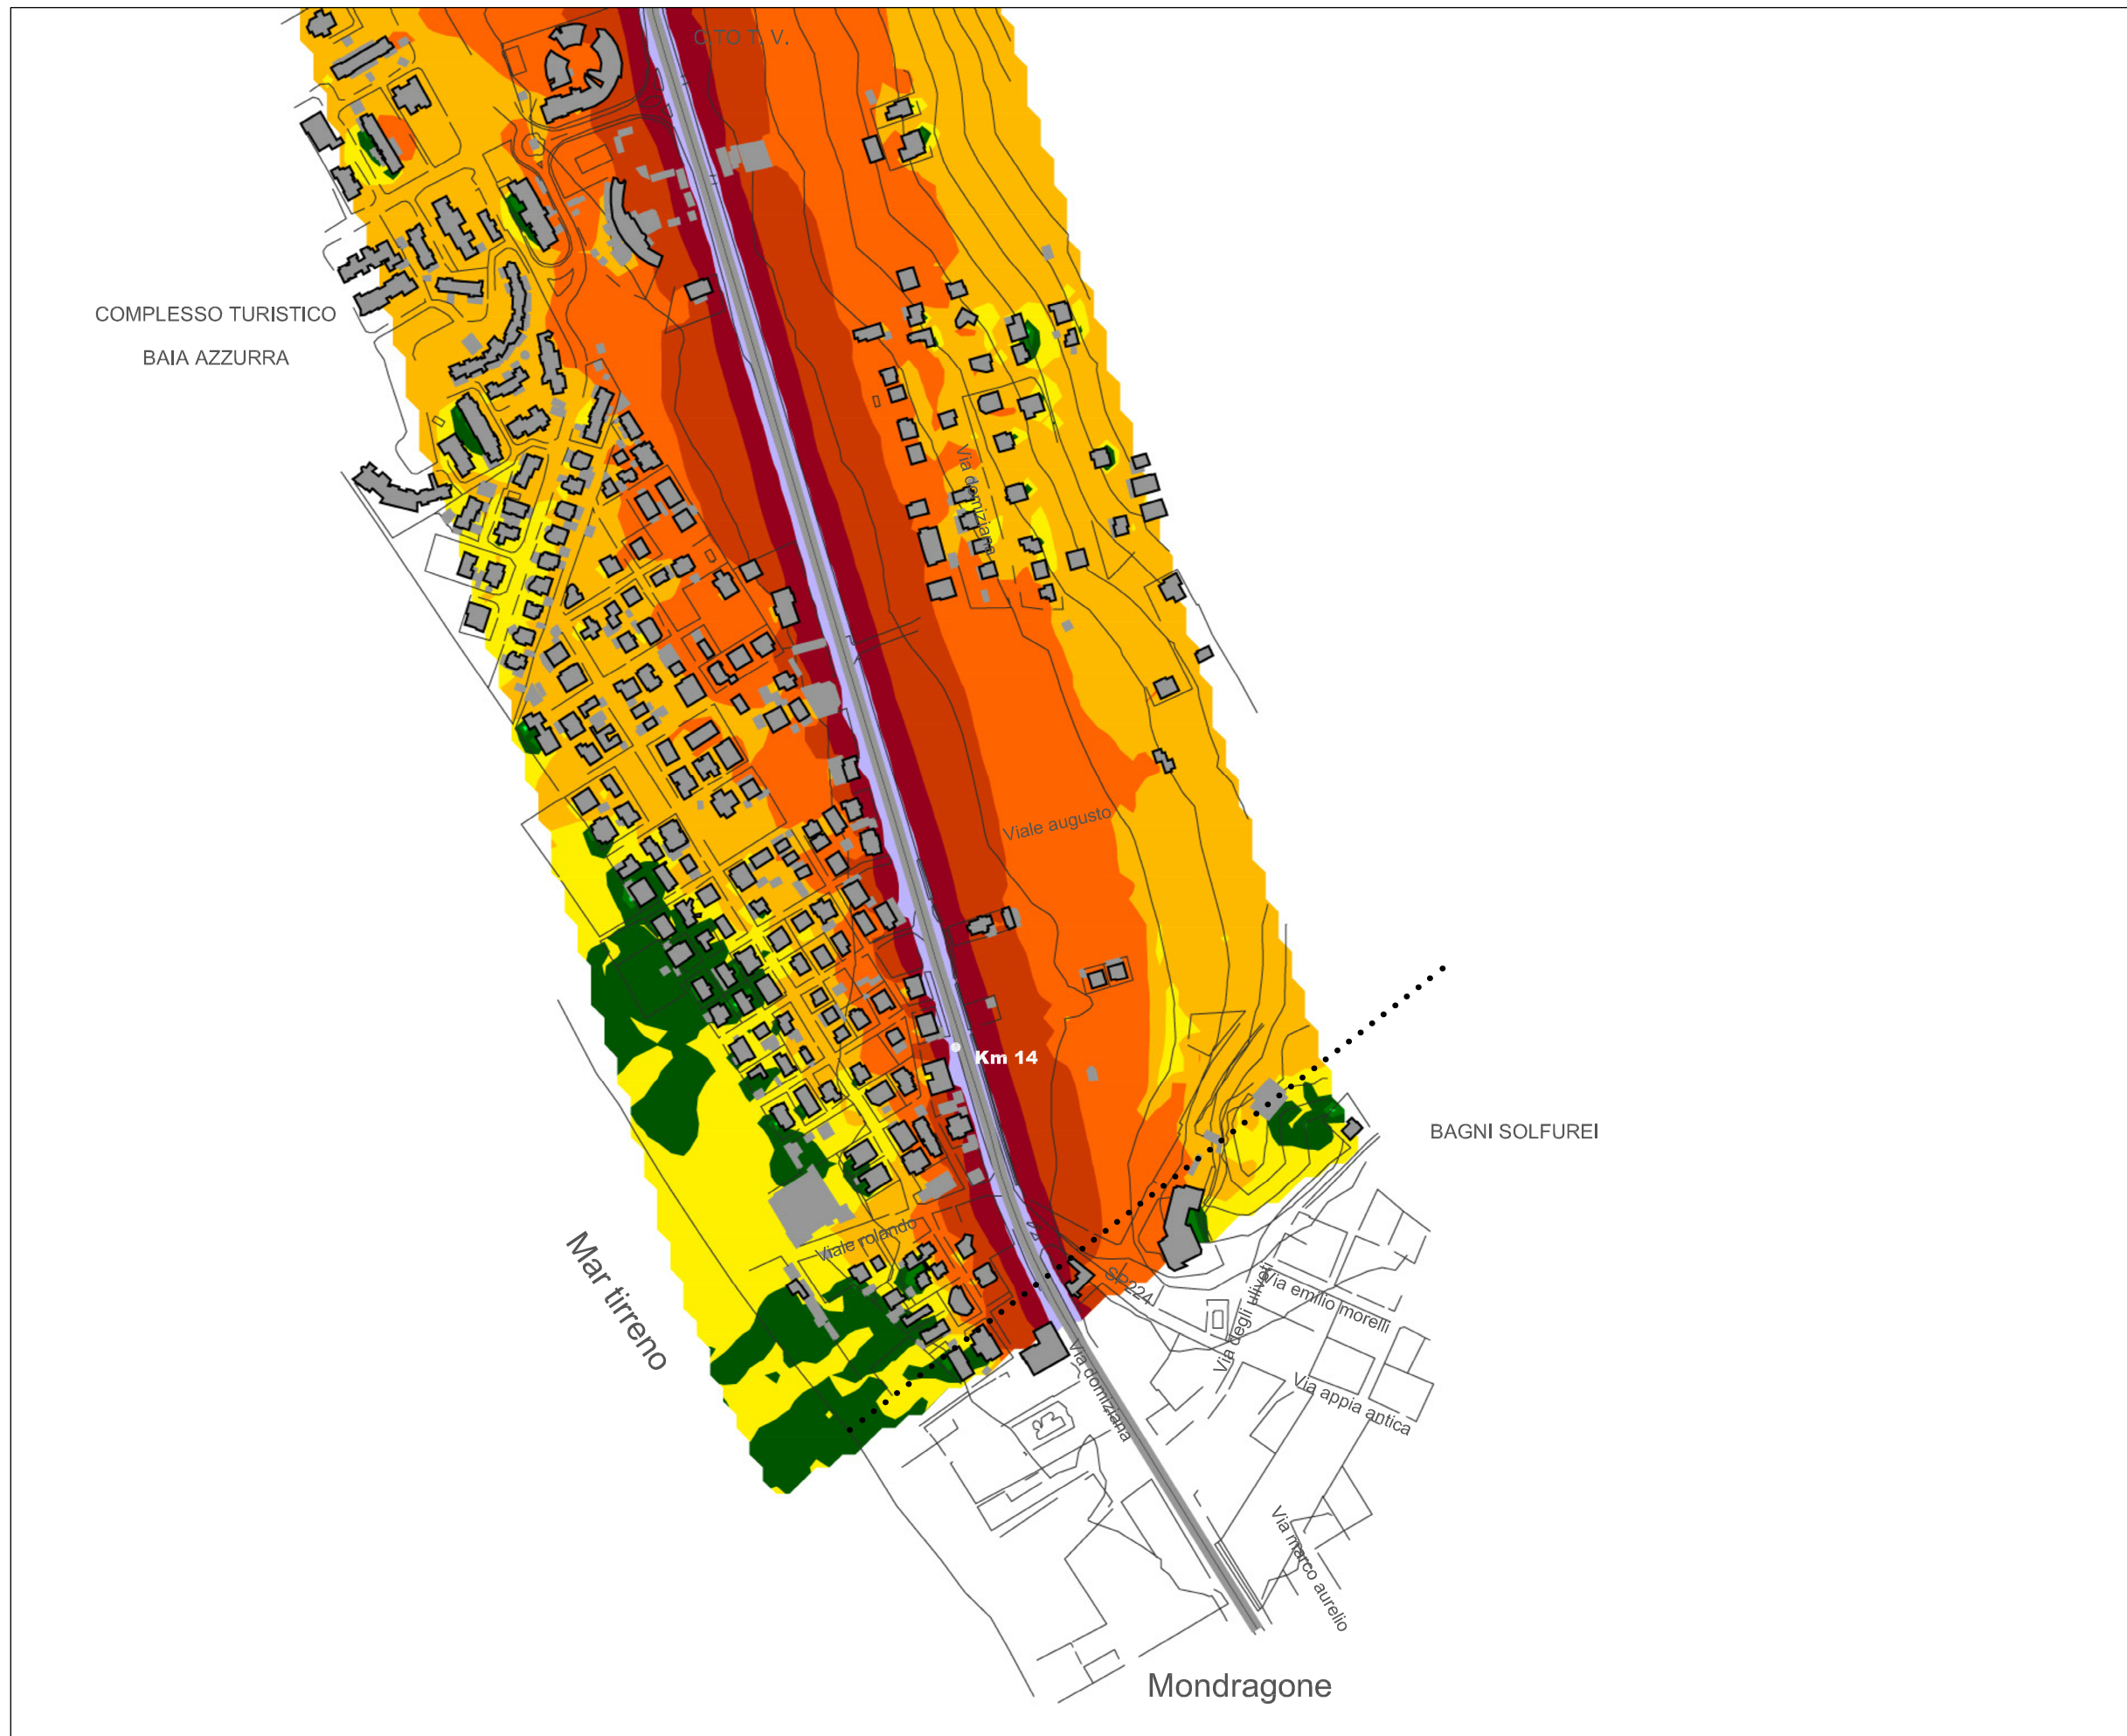 C.TO T. V.
COMPLESSO TURISTICO
BAIA AZZURRA
Via domiziana
Viale augusto
Km 14
BAGNI SOLFUREI
Viale rolando
Mar tirreno
SP224
Via degli uliveti
Via emilio morelli
Via domiziana
Via appia antica
Via marco aurelio
Mondragone